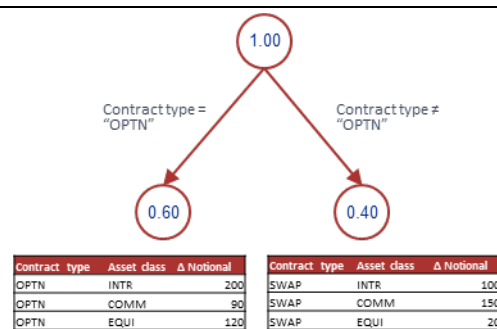 1.00
Contract type = Contract type ≠
“OPTN” “OPTN”
0.60 0.40
Contract type Asset class Δ Notional Contract type Asset class Δ Notional
OPTN INTR 200 SWAP INTR 100
OPTN COMM 90 SWAP COMM 150
OPTN EQUI 120 SWAP EQUI 20